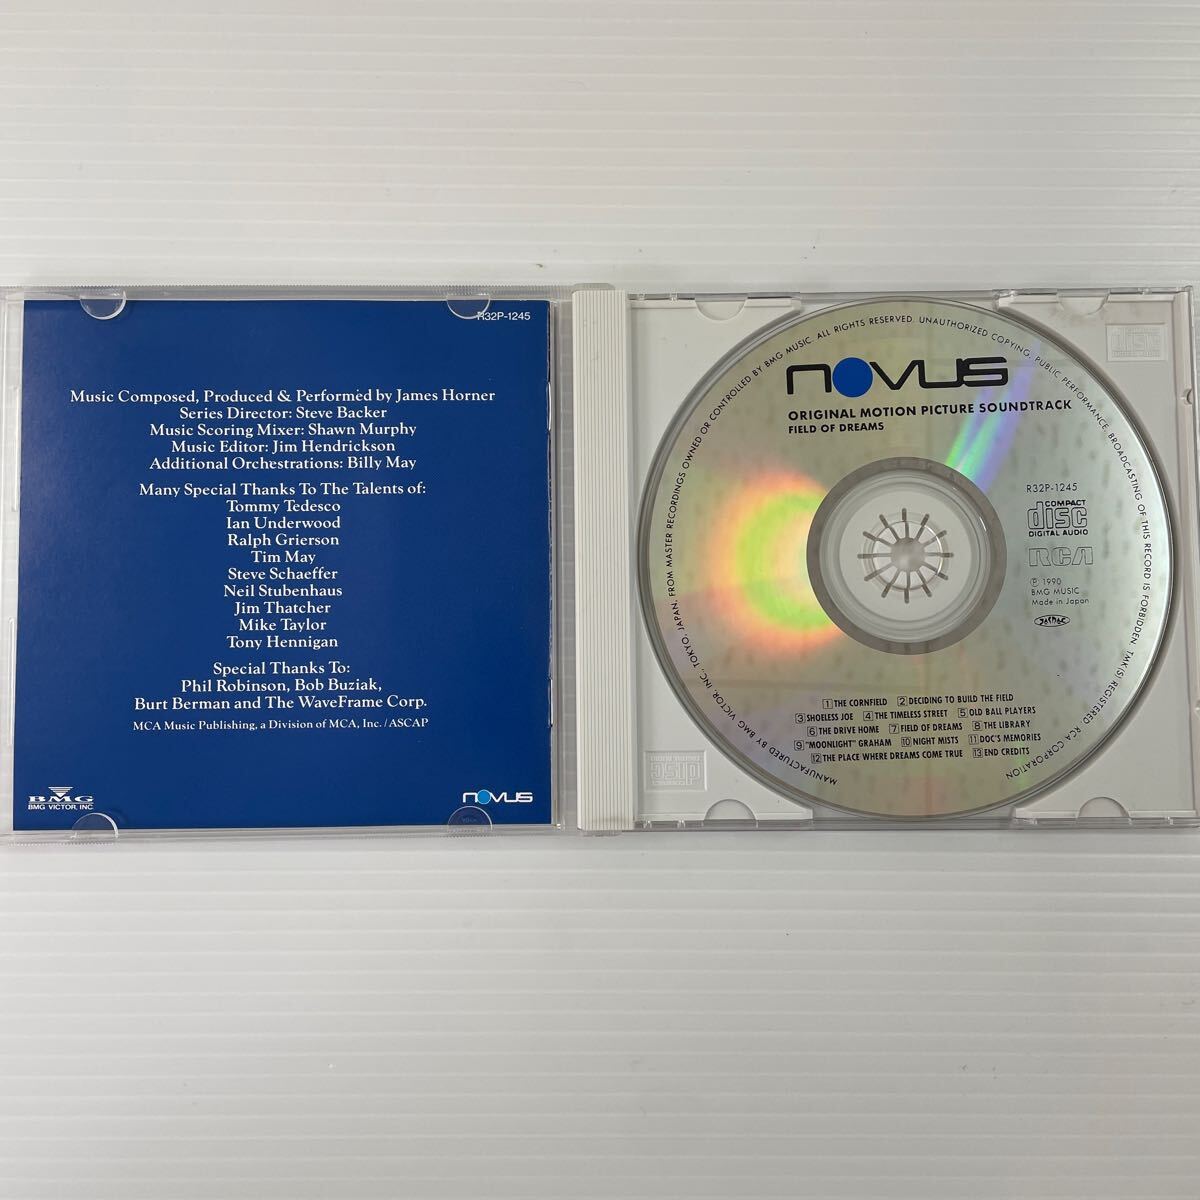 R32P-1245
Music Composed, Produced & Performed by James Horner
Series Director: Steve Backer
Music Scoring Mixer: Shawn Murphy
Music Editor: Jim Hendrickson
Additional Orchestrations: Billy May
Many Special Thanks To The Talents of:
Tommy Tedesco
Ian Underwood
Ralph Grierson
Tim May
Steve Schaeffer
Neil Stubenhaus
Jim Thatcher
Mike Taylor
Tony Hennigan
Special Thanks To:
Phil Robinson, Bob Buziak,
Burt Berman and The WaveFrame Corp.
MCA Music Publishing, a Division of MCA, Inc./ASCAP
BMG
BMG VICTOR, INC.
NOVUS
MANUFACTURED BY BMG VICTOR, INC., TOKYO, JAPAN, FROM MASTER RECORDINGS OWNED OR CONTROLLED BY BMG MUSIC. ALL RIGHTS RESERVED. UNAUTHORIZED COPYING, PUBLIC PERFORMANCE, BROADCASTING OF THIS RECORD IS FORBIDDEN. TMK(S) REGISTERED. RCA CORPORATION
NOVUS
ORIGINAL MOTION PICTURE SOUNDTRACK
FIELD OF DREAMS
R32P-1245
COMPACT
disc
DIGITAL AUDIO
RCA
℗ 1990
BMG MUSIC
Made in Japan
JASRAC
1 THE CORNFIELD 2 DECIDING TO BUILD THE FIELD
3 SHOELESS JOE 4 THE TIMELESS STREET 5 OLD BALL PLAYERS
6 THE DRIVE HOME 7 FIELD OF DREAMS 8 THE LIBRARY
9 "MOONLIGHT" GRAHAM 10 NIGHT MISTS 11 DOC'S MEMORIES
12 THE PLACE WHERE DREAMS COME TRUE 13 END CREDITS
disc
disc